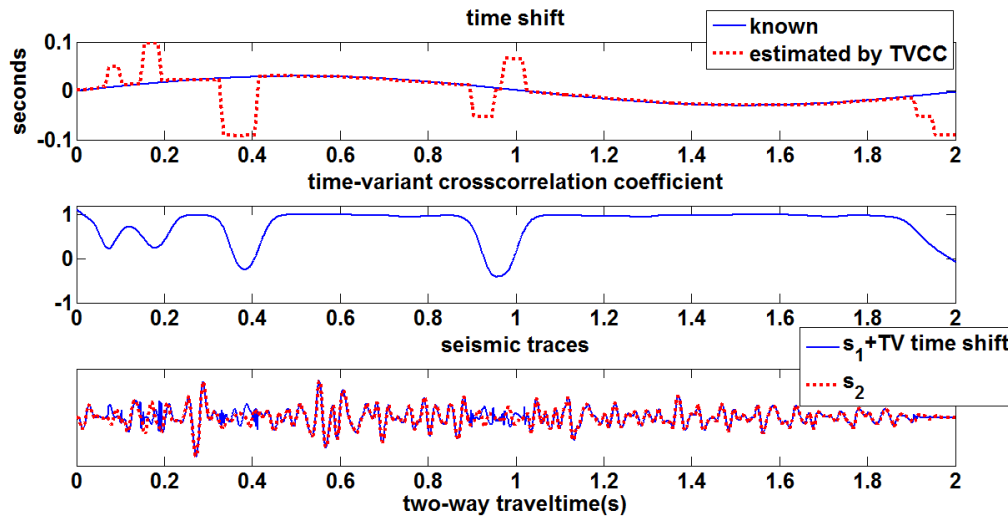 time shift
known
estimated by TVCC
seconds
0.1
0
-0.1
0 0.2 0.4 0.6 0.8 1 1.2 1.4 1.6 1.8 2
time-variant crosscorrelation coefficient
1
0
-1
0 0.2 0.4 0.6 0.8 1 1.2 1.4 1.6 1.8 2
seismic traces
s1+TV time shift
s2
0 0.2 0.4 0.6 0.8 1 1.2 1.4 1.6 1.8 2
two-way traveltime(s)